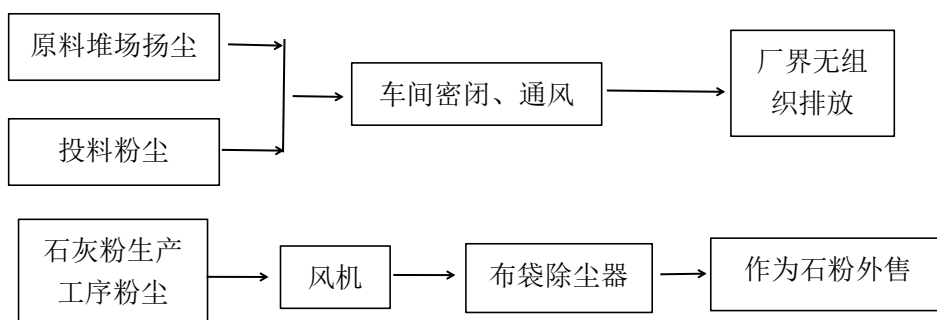 原料堆场扬尘
投料粉尘
车间密闭、通风
厂界无组
织排放
石灰粉生产
工序粉尘
风机
布袋除尘器
作为石粉外售